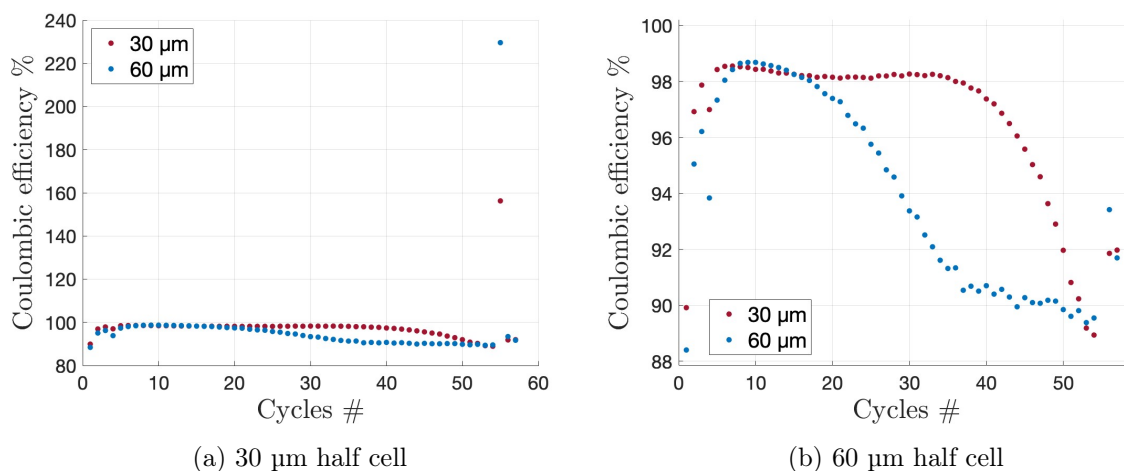 240
220
200
180
160
140
120
100
80
0 10 20 30 40 50 60
Coulombic efficiency %
Cycles #
30 µm
60 µm
(a) 30 µm half cell
100
98
96
94
92
90
88
0 10 20 30 40 50
Coulombic efficiency %
Cycles #
30 µm
60 µm
(b) 60 µm half cell